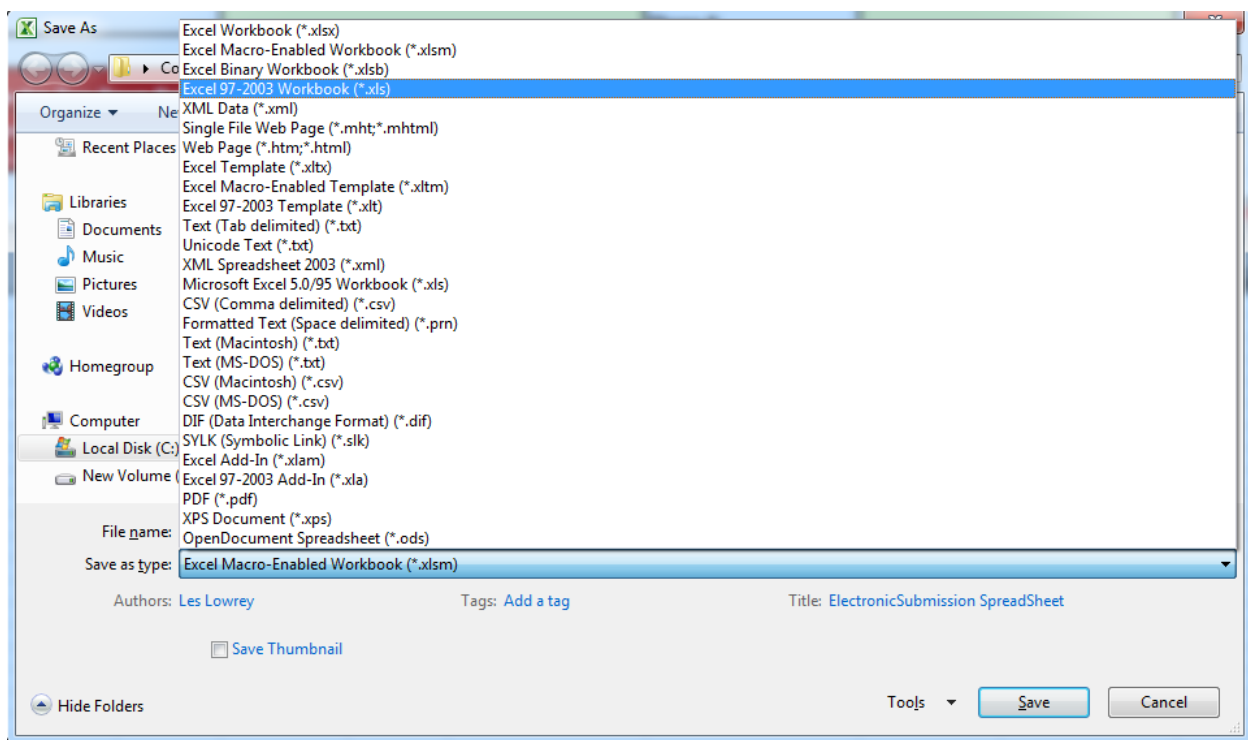 Save As
Co
Organize
Ne
Recent Places
Libraries
Documents
Music
Pictures
Videos
Homegroup
Computer
Local Disk (C:)
New Volume (
Excel Workbook (*.xlsx)
Excel Macro-Enabled Workbook (*.xlsm)
Excel Binary Workbook (*.xlsb)
Excel 97-2003 Workbook (*.xls)
XML Data (*.xml)
Single File Web Page (*.mht;*.mhtml)
Web Page (*.htm;*.html)
Excel Template (*.xltx)
Excel Macro-Enabled Template (*.xltm)
Excel 97-2003 Template (*.xlt)
Text (Tab delimited) (*.txt)
Unicode Text (*.txt)
XML Spreadsheet 2003 (*.xml)
Microsoft Excel 5.0/95 Workbook (*.xls)
CSV (Comma delimited) (*.csv)
Formatted Text (Space delimited) (*.prn)
Text (Macintosh) (*.txt)
Text (MS-DOS) (*.txt)
CSV (Macintosh) (*.csv)
CSV (MS-DOS) (*.csv)
DIF (Data Interchange Format) (*.dif)
SYLK (Symbolic Link) (*.slk)
Excel Add-In (*.xlam)
Excel 97-2003 Add-In (*.xla)
PDF (*.pdf)
XPS Document (*.xps)
OpenDocument Spreadsheet (*.ods)
File name:
Save as type: Excel Macro-Enabled Workbook (*.xlsm)
Authors: Les Lowrey Tags: Add a tag Title: ElectronicSubmission SpreadSheet
Save Thumbnail
Hide Folders Tools Save Cancel